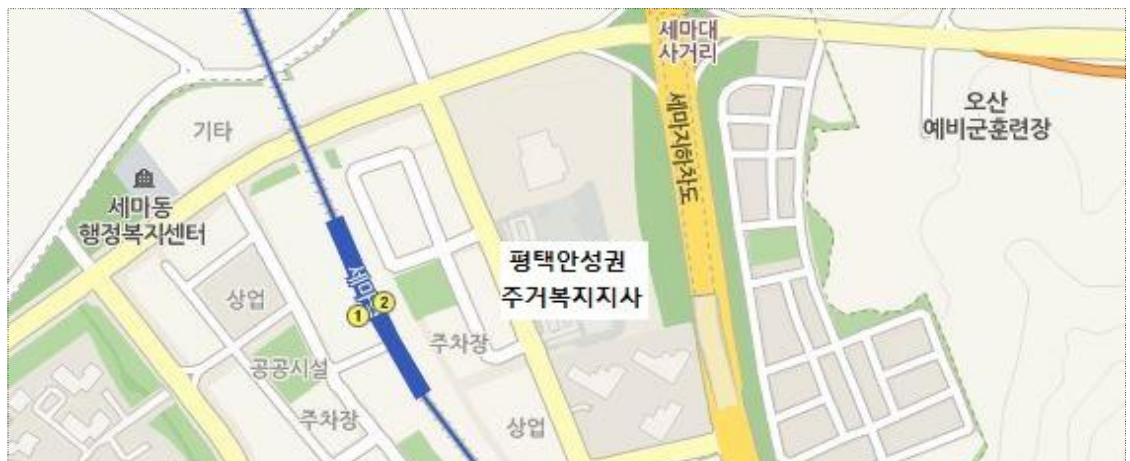 세마대
사거리
세마지하차도
오산
예비군훈련장
기타
세마동
행정복지센터
세마
1
2
평택안성권
주거복지지사
상업
주차장
공공시설
주차장
상업